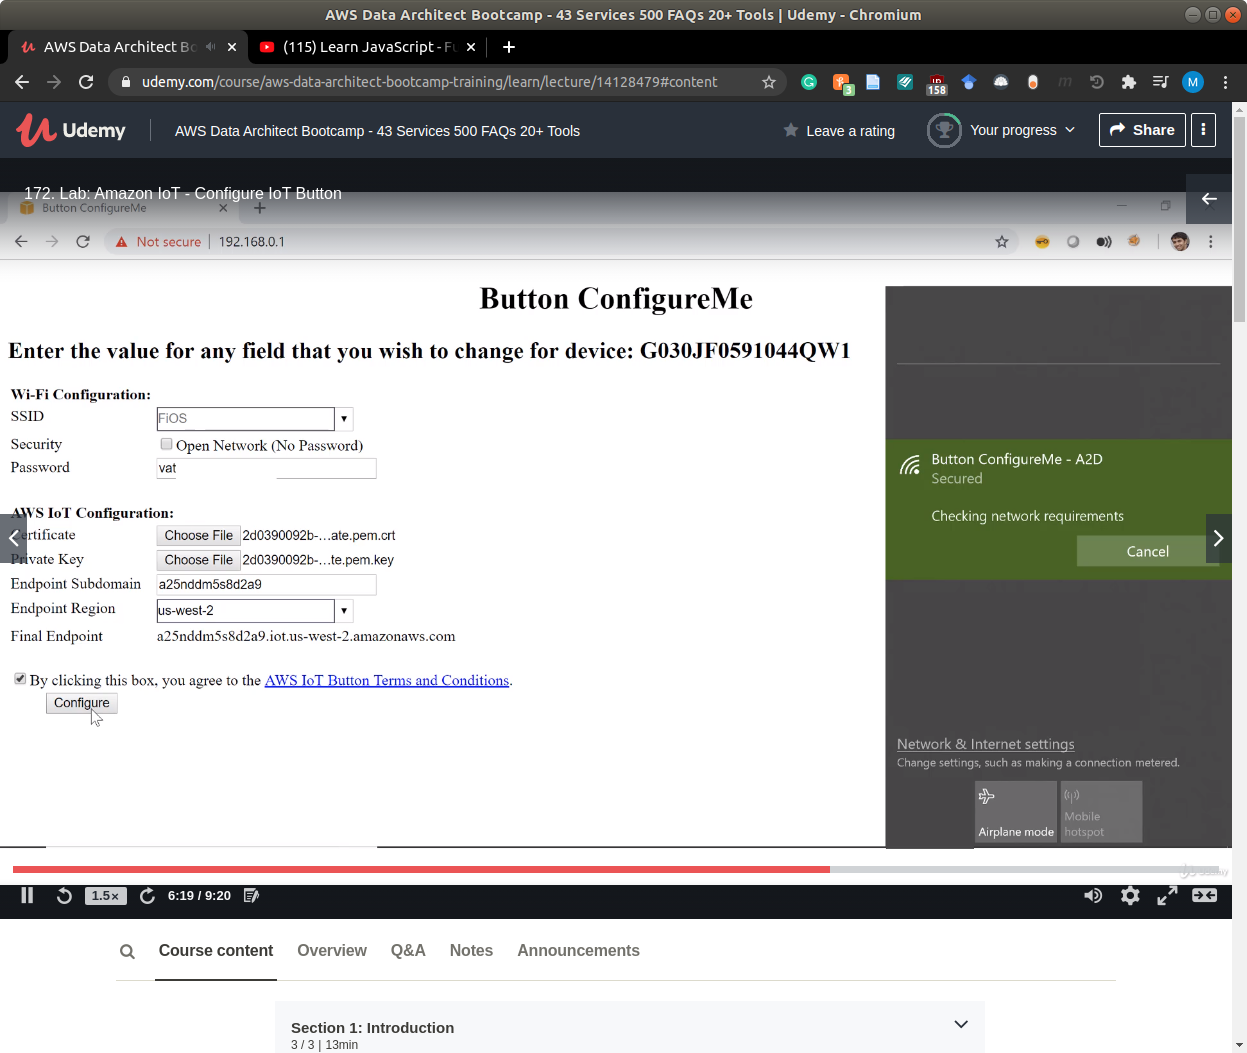 AWS Data Architect Bootcamp - 43 Services 500 FAQs 20+ Tools | Udemy - Chromium
AWS Data Architect Bo
(115) Learn JavaScript - Fu
udemy.com/course/aws-data-architect-bootcamp-training/learn/lecture/14128479#content
3
158
M
Udemy
AWS Data Architect Bootcamp - 43 Services 500 FAQs 20+ Tools
Leave a rating
Your progress
Share
172. Lab: Amazon IoT - Configure IoT Button
Button ConfigureMe
Not secure
192.168.0.1
Button ConfigureMe
Enter the value for any field that you wish to change for device: G030JF0591044QW1
Wi-Fi Configuration:
SSID
FiOS
Security
Open Network (No Password)
Password
vat
AWS IoT Configuration:
Certificate
Choose File
2d0390092b-...ate.pem.crt
Private Key
Choose File
2d0390092b-...te.pem.key
Endpoint Subdomain
a25nddm5s8d2a9
Endpoint Region
us-west-2
Final Endpoint
a25nddm5s8d2a9.iot.us-west-2.amazonaws.com
By clicking this box, you agree to the AWS IoT Button Terms and Conditions.
Configure
Button ConfigureMe - A2D
Secured
Checking network requirements
Cancel
Network & Internet settings
Change settings, such as making a connection metered.
Airplane mode
Mobile
hotspot
Udemy
1.5×
6:19 / 9:20
Course content
Overview
Q&A
Notes
Announcements
Section 1: Introduction
3 / 3 | 13min